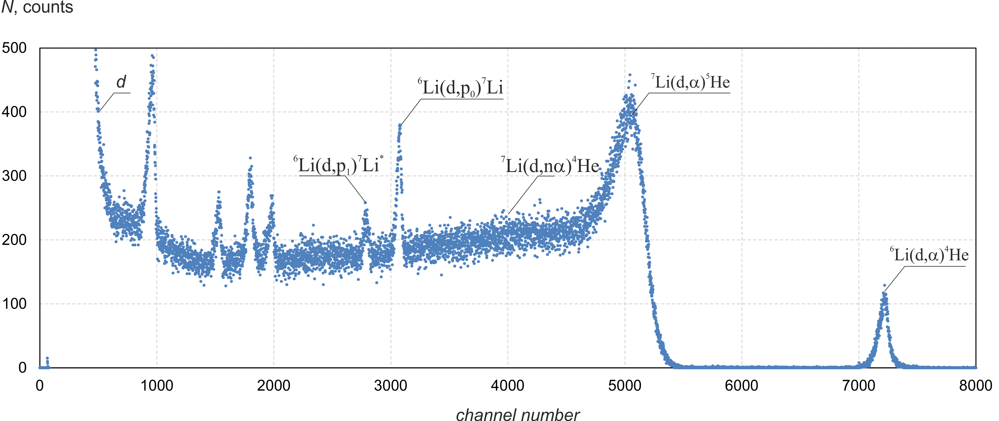 N, counts
500
d
⁶Li(d,p₀)⁷Li
⁷Li(d,α)⁵He
400
⁶Li(d,p₁)⁷Li*
⁷Li(d,nα)⁴He
300
200
⁶Li(d,α)⁴He
100
0
0 1000 2000 3000 4000 5000 6000 7000 8000
channel number